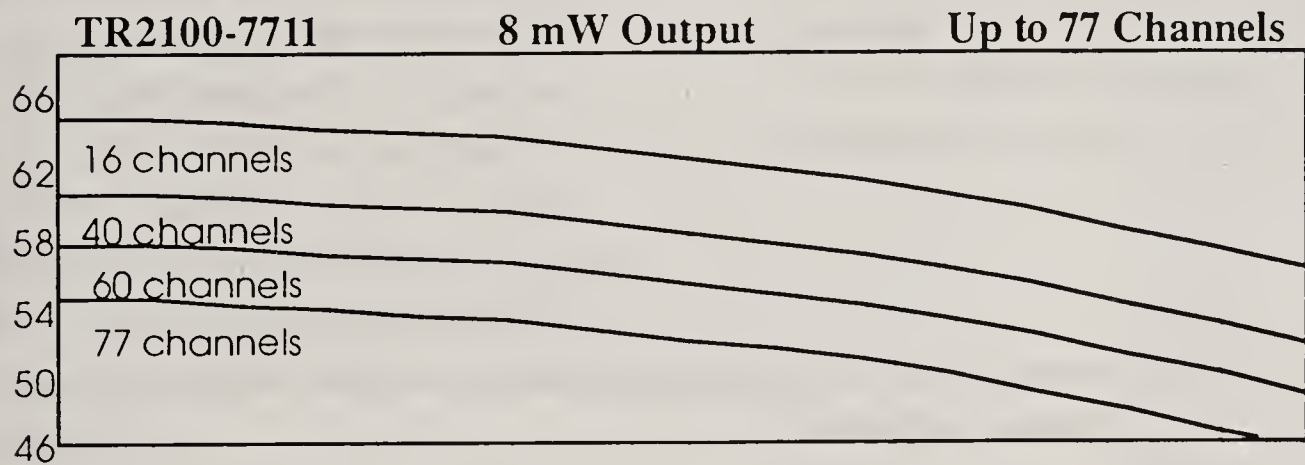 TR2100-7711 8 mW Output Up to 77 Channels
66
16 channels
62
40 channels
58
60 channels
54
77 channels
50
46